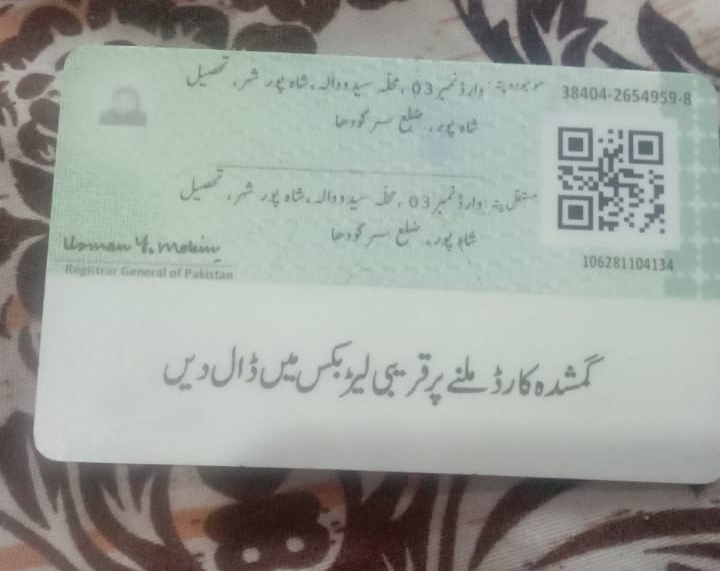 موجودہ پتہ: وارڈ نمبر 03 ،محلّہ سیدووالہ،شاہ پور شہر، تحصیل
شاہ پور، ضلع سرگودھا
38404-2654959-8
مستقل پتہ: وارڈ نمبر 03 ،محلّہ سیدووالہ،شاہ پور شہر، تحصیل
شاہ پور، ضلع سرگودھا
106281104134
Usman Y. Mobin
Registrar General of Pakistan
گمشدہ کارڈ ملنے پر قریبی لیٹر بکس میں ڈال دیں